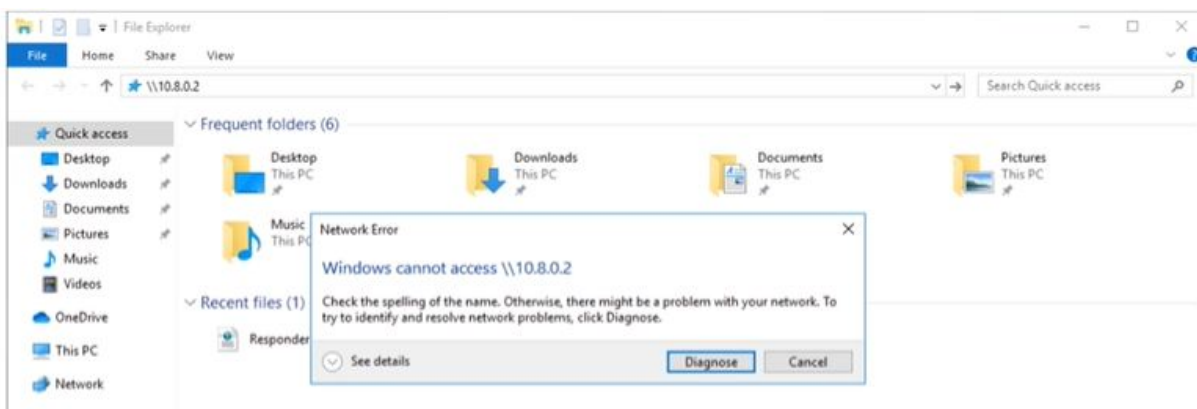 File Explorer
File Home Share View
\\10.8.0.2
Search Quick access
Quick access
Desktop
Downloads
Documents
Pictures
Music
Videos
OneDrive
This PC
Network
Frequent folders (6)
Desktop
This PC
Downloads
This PC
Documents
This PC
Pictures
This PC
Music
This PC
Recent files (1)
Responder
Network Error
Windows cannot access \\10.8.0.2
Check the spelling of the name. Otherwise, there might be a problem with your network. To
try to identify and resolve network problems, click Diagnose.
See details
Diagnose Cancel